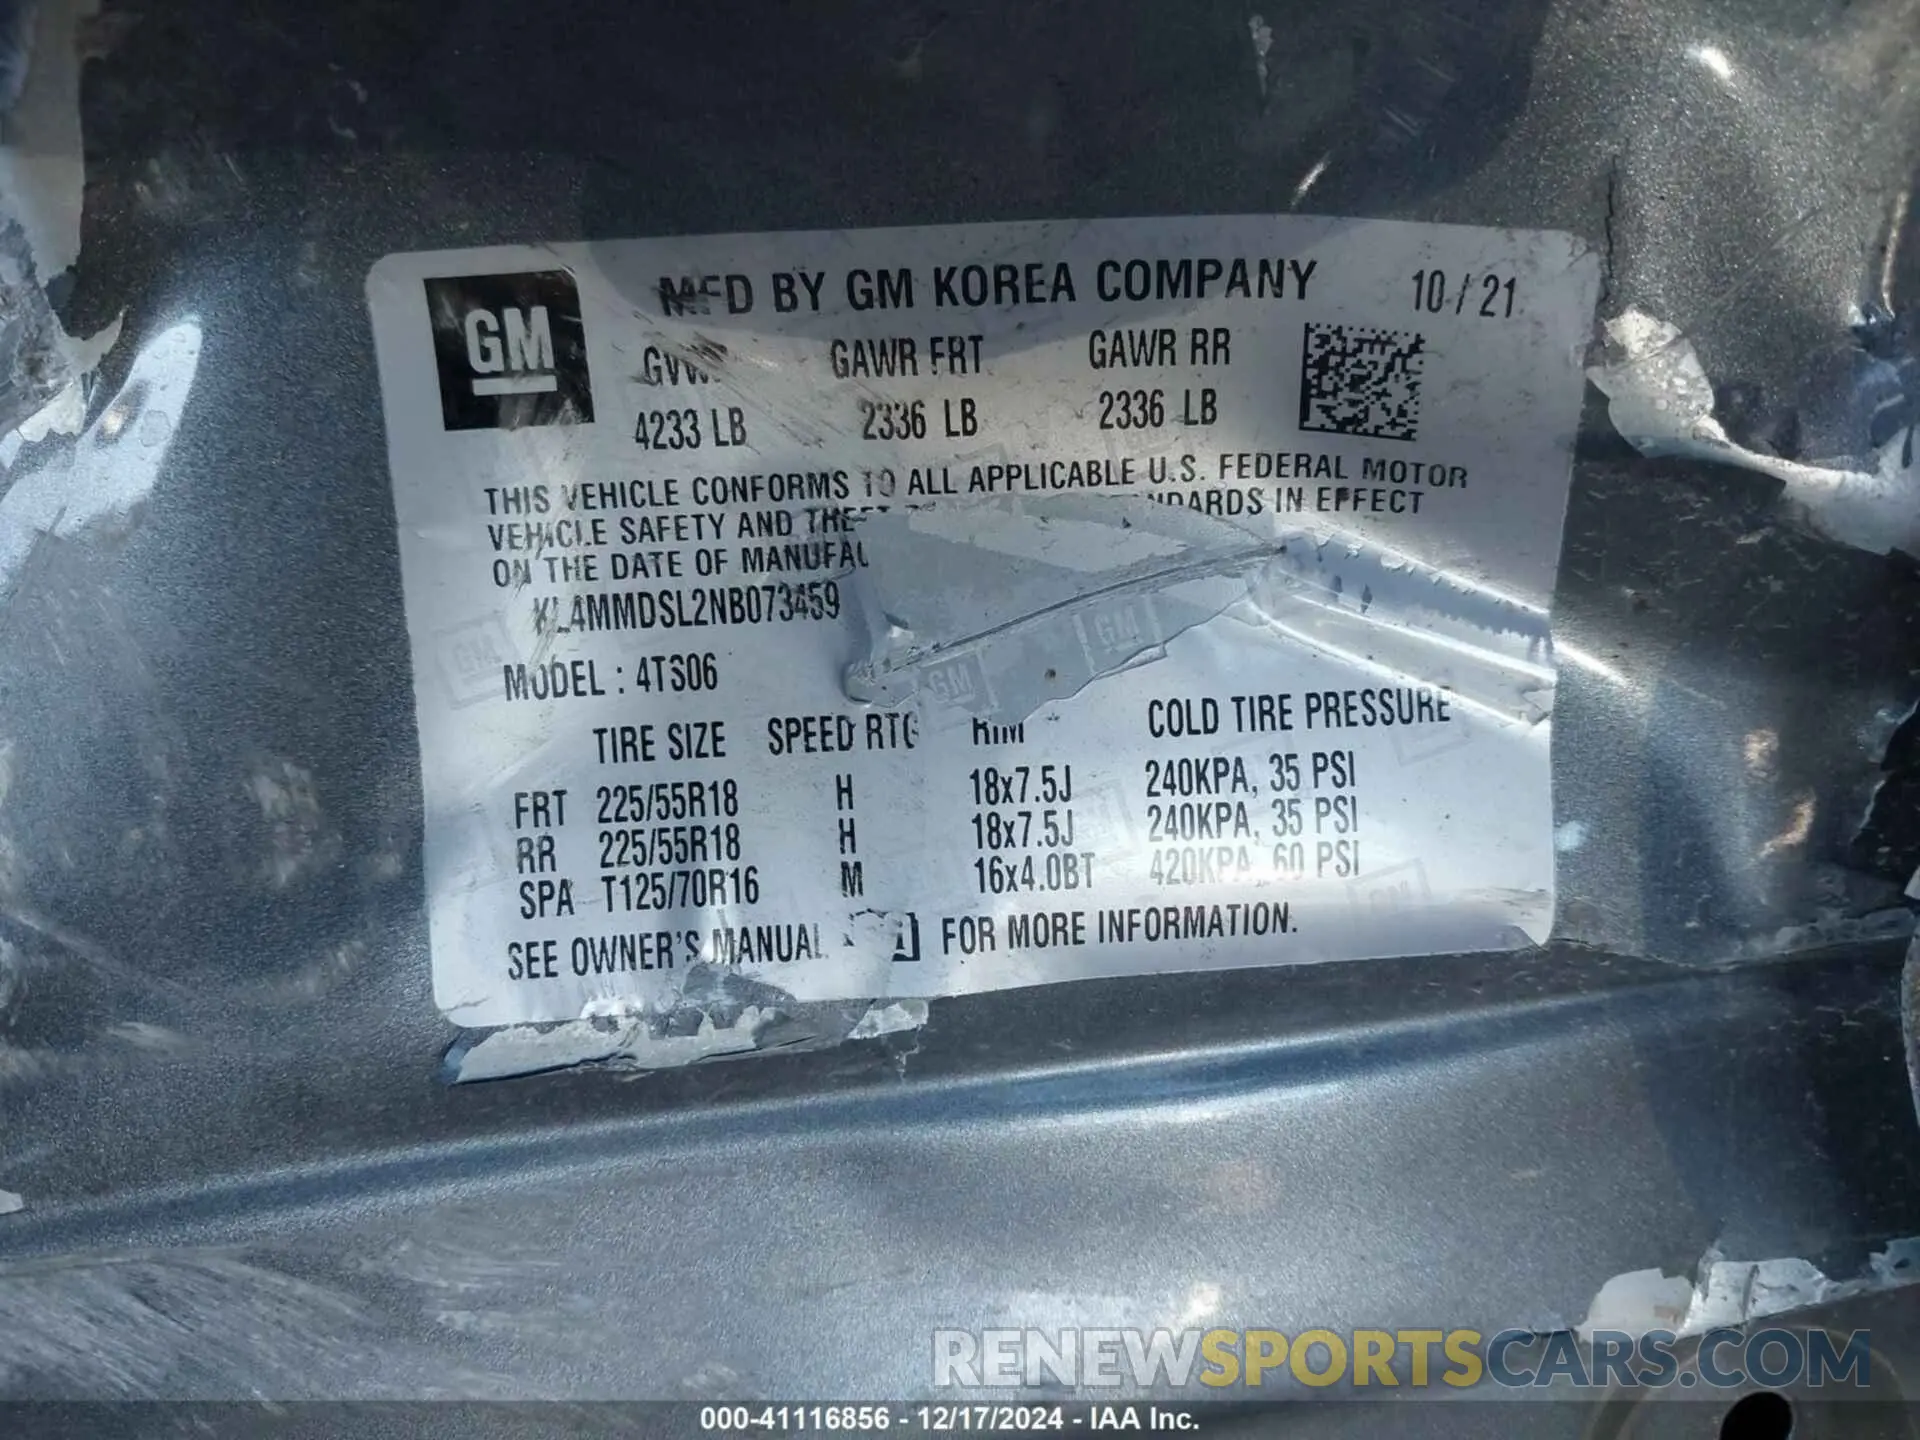 GM
MFD BY GM KOREA COMPANY 10 / 21
GAWR FRT GAWR RR
4233 LB 2336 LB 2336 LB
THIS VEHICLE CONFORMS TO ALL APPLICABLE U.S. FEDERAL MOTOR
VEHICLE SAFETY AND IN EFFECT
ON THE DATE OF
KL4MMDSL2NB073459
MODEL : 4TS06
TIRE SIZE SPEED RTG RIM COLD TIRE PRESSURE
FRT 225/55R18 H 18x7.5J 240KPA, 35 PSI
RR 225/55R18 H 18x7.5J 240KPA, 35 PSI
SPA T125/70R16 M 16x4.0BT 420KPA, 60 PSI
SEE OWNER'S MANUAL FOR MORE INFORMATION.
RENEWSPORTSCARS.COM
000-41116856 - 12/17/2024 - IAA Inc.